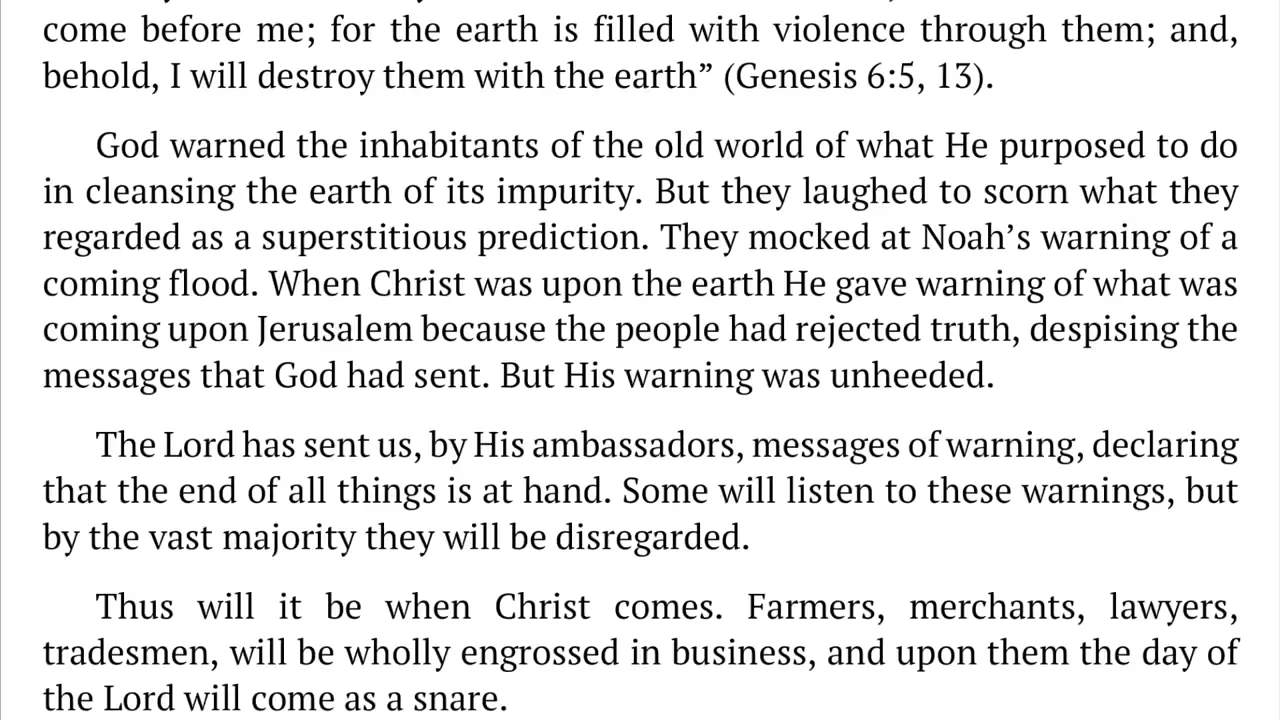 come before me; for the earth is filled with violence through them; and,
behold, I will destroy them with the earth” (Genesis 6:5, 13).
God warned the inhabitants of the old world of what He purposed to do
in cleansing the earth of its impurity. But they laughed to scorn what they
regarded as a superstitious prediction. They mocked at Noah’s warning of a
coming flood. When Christ was upon the earth He gave warning of what was
coming upon Jerusalem because the people had rejected truth, despising the
messages that God had sent. But His warning was unheeded.
The Lord has sent us, by His ambassadors, messages of warning, declaring
that the end of all things is at hand. Some will listen to these warnings, but
by the vast majority they will be disregarded.
Thus will it be when Christ comes. Farmers, merchants, lawyers,
tradesmen, will be wholly engrossed in business, and upon them the day of
the Lord will come as a snare.